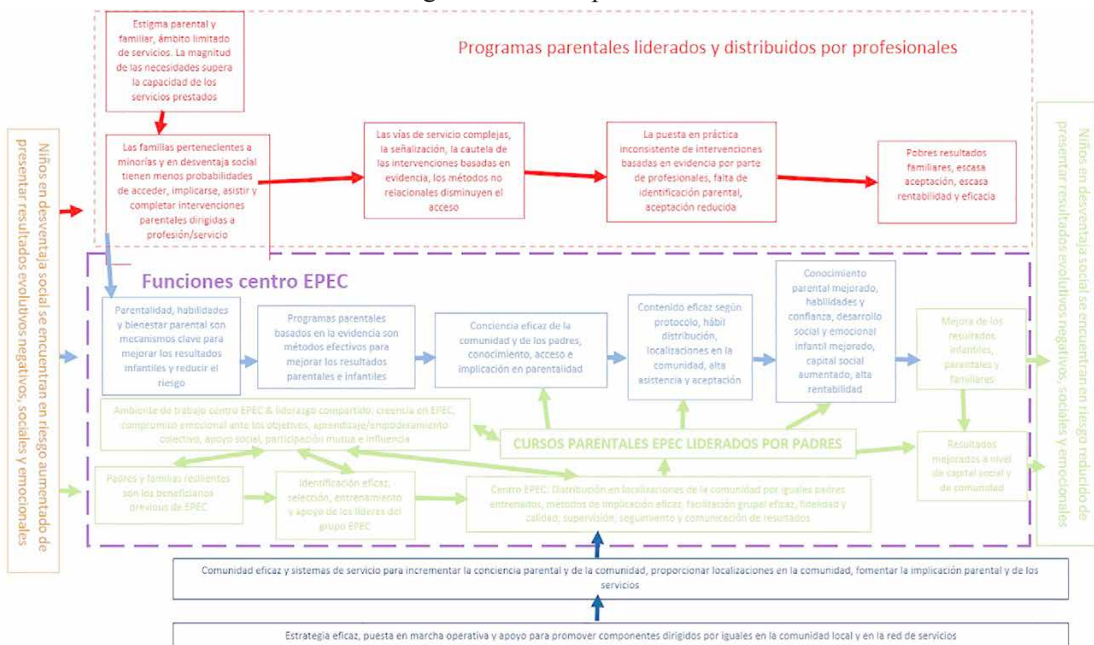 Estigma parental y
familiar, ámbito limitado
de servicios. La magnitud
de las necesidades supera
la capacidad de los
servicios prestados
Programas parentales liderados y distribuidos por profesionales
Las familias pertenecientes a
minorías y en desventaja social
tienen menos probabilidades
de acceder, implicarse, asistir y
completar intervenciones
parentales dirigidas a
profesión/servicio
Las vías de servicio complejas,
la señalización, la cautela de
las intervenciones basadas en
evidencia, los métodos no
relacionales disminuyen el
acceso
La puesta en práctica
inconsistente de intervenciones
basadas en evidencia por parte
de profesionales, falta de
identificación parental,
aceptación reducida
Pobres resultados
familiares, escasa
aceptación, escasa
rentabilidad y eficacia
Niños en desventaja social se encuentran en riesgo aumentado de
presentar resultados evolutivos negativos, sociales y emocionales
Funciones centro EPEC
Parentalidad, habilidades
y bienestar parental son
mecanismos clave para
mejorar los resultados
infantiles y reducir el
riesgo
Programas parentales
basados en la evidencia son
métodos efectivos para
mejorar los resultados
parentales e infantiles
Conciencia eficaz de la
comunidad y de los padres,
conocimiento, acceso e
implicación en parentalidad
Contenido eficaz según
protocolo, hábil
distribución,
localizaciones en la
comunidad, alta
asistencia y aceptación
Conocimiento
parental mejorado,
habilidades y
confianza, desarrollo
social y emocional
infantil mejorado,
capital social
aumentado, alta
rentabilidad
Mejora de los
resultados
infantiles,
parentales y
familiares
Ambiente de trabajo centro EPEC & liderazgo compartido: creencia en EPEC,
compromiso emocional ante los objetivos, aprendizaje/empoderamiento
colectivo, apoyo social, participación mutua e influencia
CURSOS PARENTALES EPEC LIDERADOS POR PADRES
Resultados
mejorados a nivel
de capital social y
de comunidad
Padres y familias resilientes
son los beneficiarios
previous de EPEC
Identificación eficaz,
selección, entrenamiento
y apoyo de los líderes del
grupo EPEC
Centro EPEC: Distribución en localizaciones de la comunidad por iguales padres
entrenados, métodos de implicación eficaz, facilitación grupal eficaz, fidelidad y
calidad, supervisión, seguimiento y comunicación de resultados
Niños en desventaja social se encuentran en riesgo reducido de
presentar resultados evolutivos negativos, sociales y emocionales
Comunidad eficaz y sistemas de servicio para incrementar la conciencia parental y de la comunidad, proporcionar localizaciones en la comunidad, fomentar la implicación parental y de los
servicios
Estrategia eficaz, puesta en marcha operativa y apoyo para promover componentes dirigidos por iguales en la comunidad local y en la red de servicios